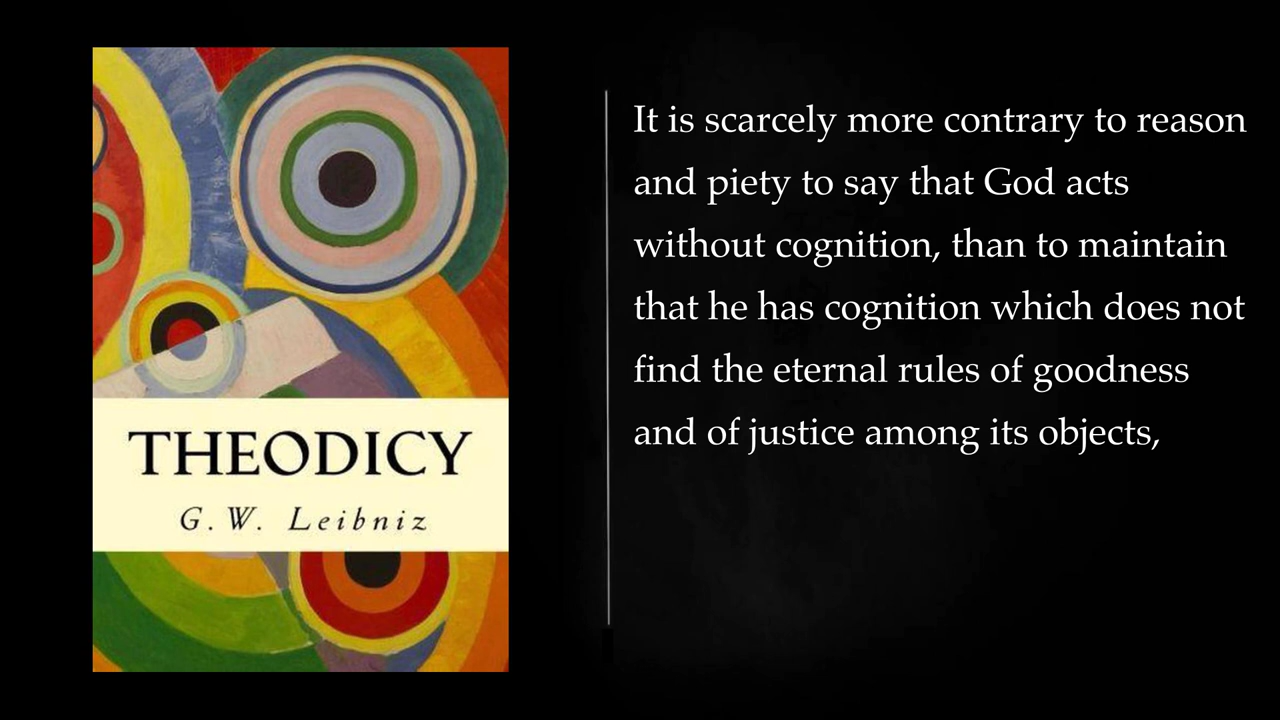 THEODICY
G. W. Leibniz
It is scarcely more contrary to reason
and piety to say that God acts
without cognition, than to maintain
that he has cognition which does not
find the eternal rules of goodness
and of justice among its objects,